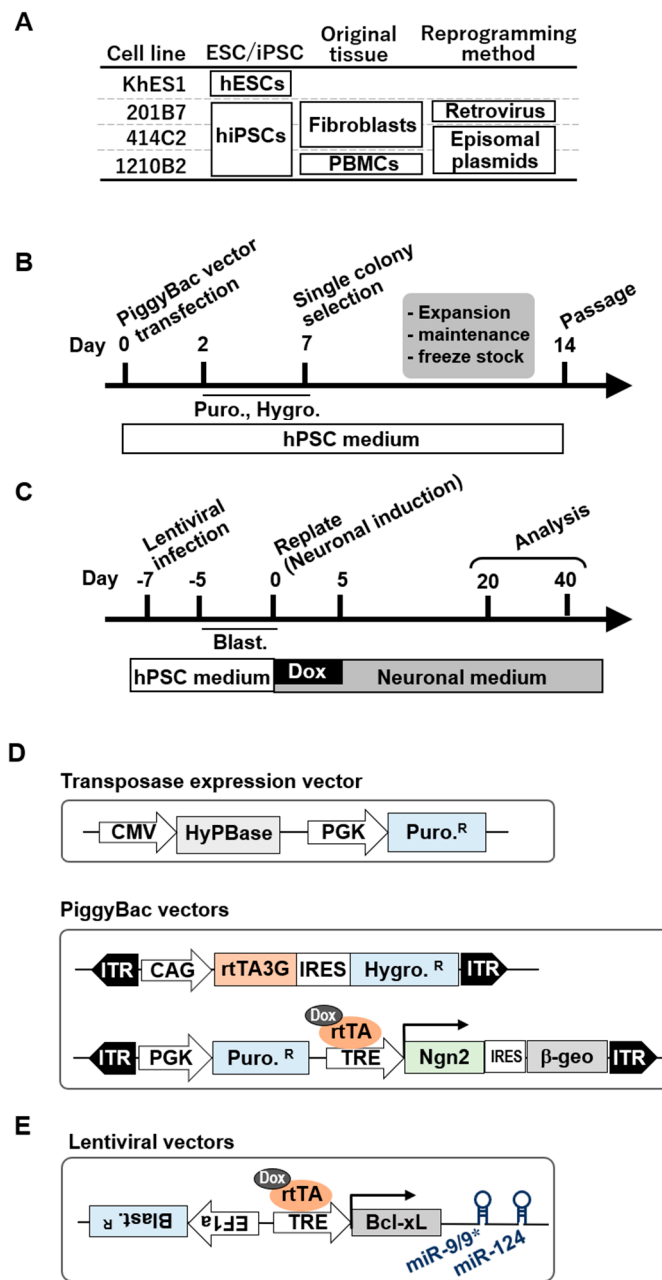 A
Cell line ESC/iPSC Original tissue Reprogramming method
KhES1 hESCs
201B7 hiPSCs Fibroblasts Retrovirus
414C2 Episomal plasmids
1210B2 PBMCs
B
PiggyBac vector transfection
Single colony selection
- Expansion
- maintenance
- freeze stock
Passage
Day 0 2 7 14
Puro., Hygro.
hPSC medium
C
Lentiviral infection
Replate (Neuronal induction)
Analysis
Day -7 -5 0 5 20 40
Blast.
hPSC medium Dox Neuronal medium
D
Transposase expression vector
CMV HyPBase PGK Puro.R
PiggyBac vectors
ITR CAG rtTA3G IRES Hygro. R ITR
Dox
rtTA
ITR PGK Puro. R TRE Ngn2 IRES β-geo ITR
E
Lentiviral vectors
Dox
rtTA
Blast. R EF1a TRE Bcl-xL
miR-9/9* miR-124